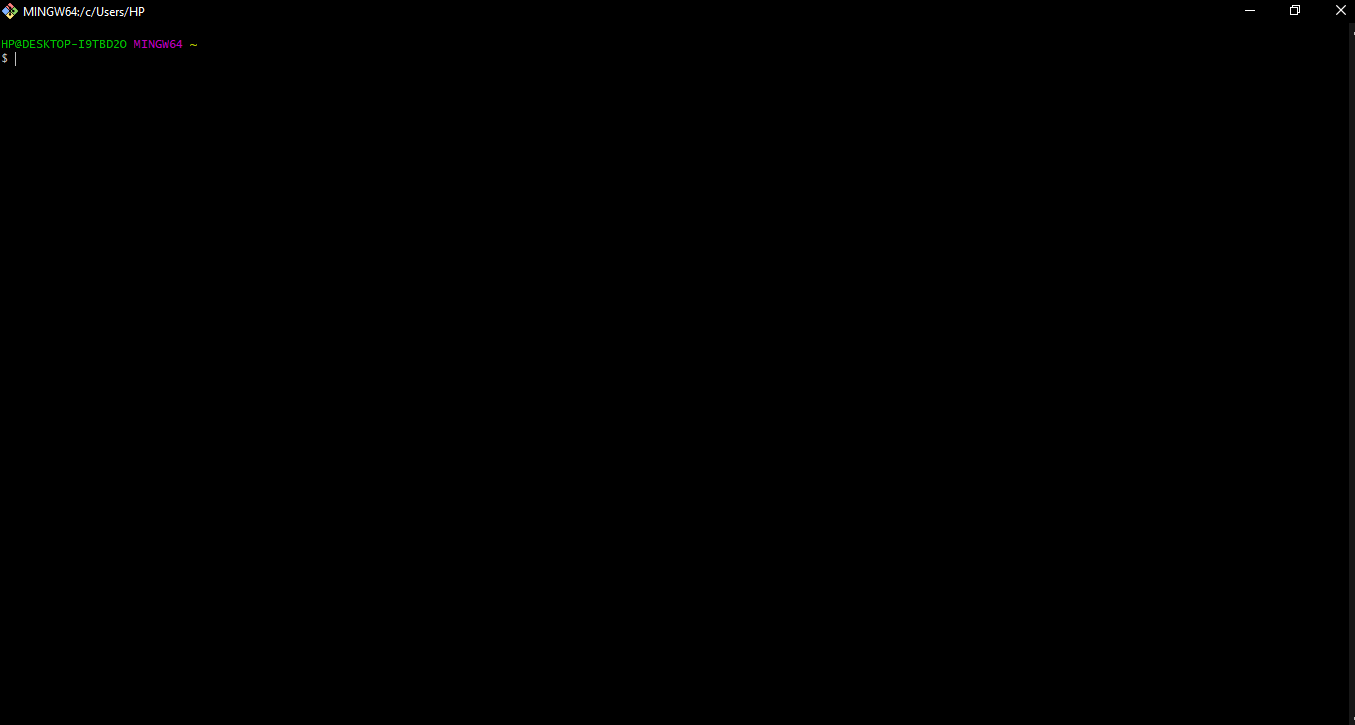 MINGW64:/c/Users/HP
HP@DESKTOP-I9TBD2O MINGW64 ~
$